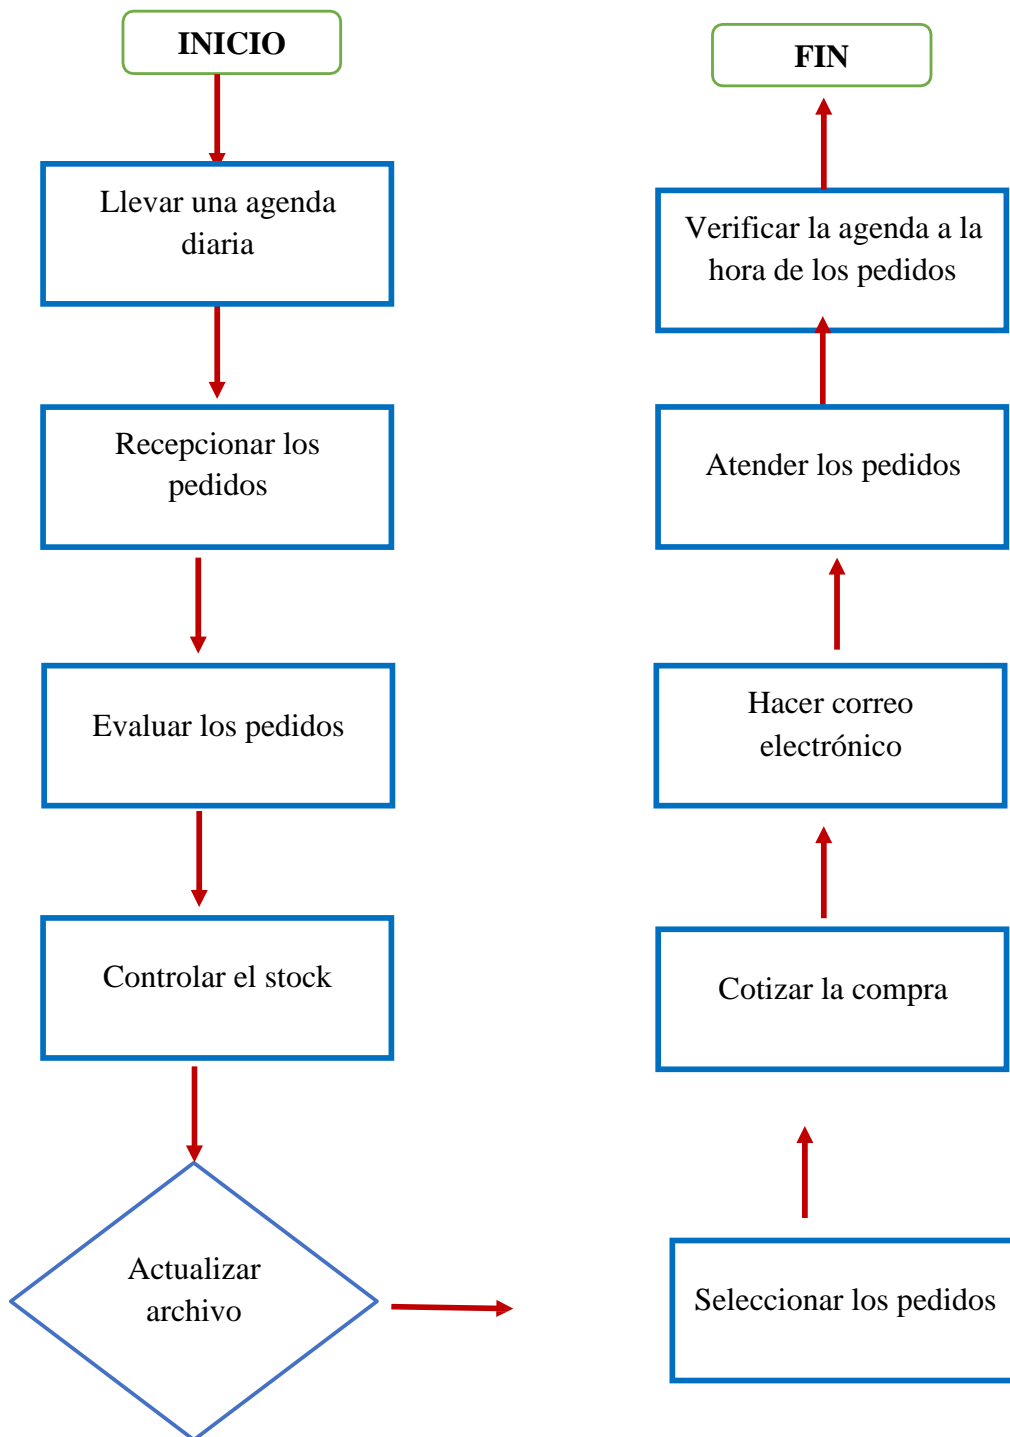 INICIO
Llevar una agenda
diaria
Recepcionar los
pedidos
Evaluar los pedidos
Controlar el stock
Actualizar
archivo
Seleccionar los pedidos
Cotizar la compra
Hacer correo
electrónico
Atender los pedidos
Verificar la agenda a la
hora de los pedidos
FIN